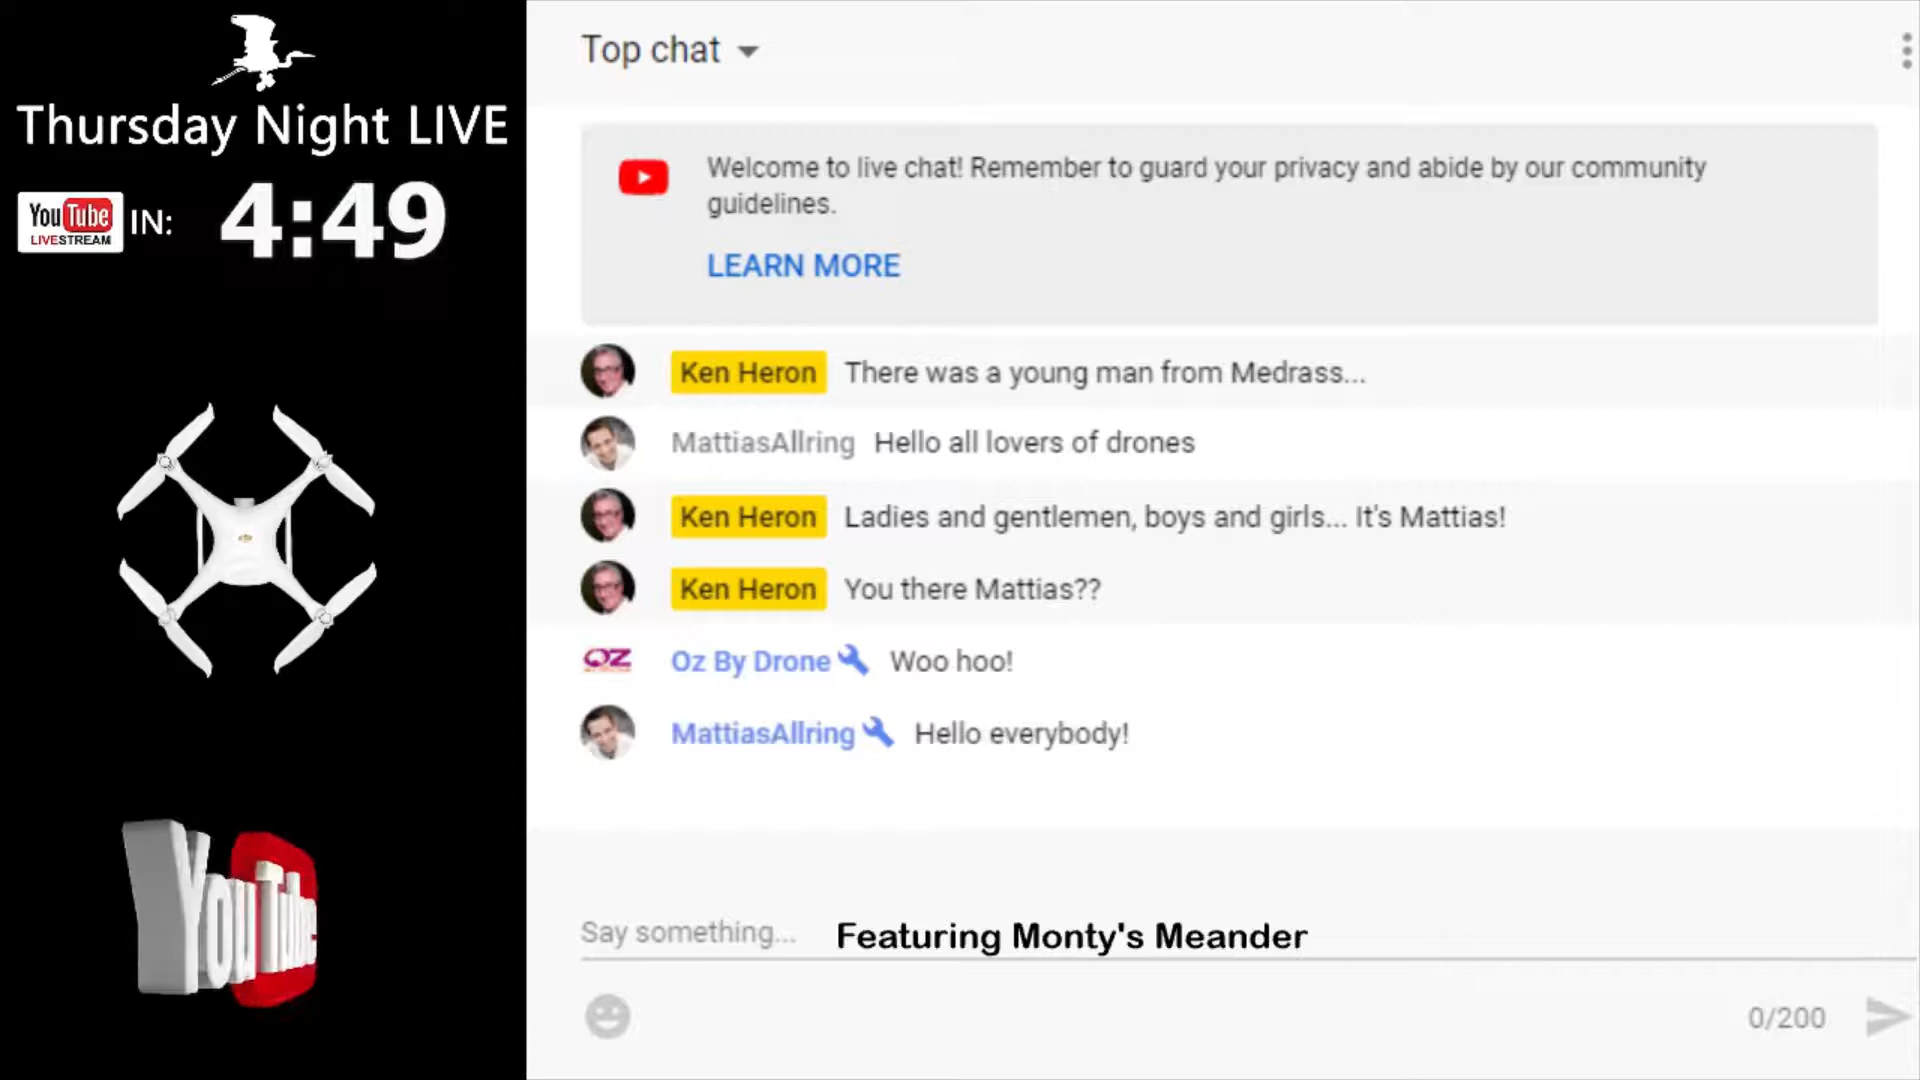 Thursday Night LIVE
YouTube
LIVESTREAM
IN:
4:49
YouTube
Top chat
Welcome to live chat! Remember to guard your privacy and abide by our community
guidelines.
LEARN MORE
Ken Heron There was a young man from Medrass...
MattiasAllring Hello all lovers of drones
Ken Heron Ladies and gentlemen, boys and girls... It's Mattias!
Ken Heron You there Mattias??
OZ Oz By Drone Woo hoo!
MattiasAllring Hello everybody!
Say something... Featuring Monty's Meander
0/200